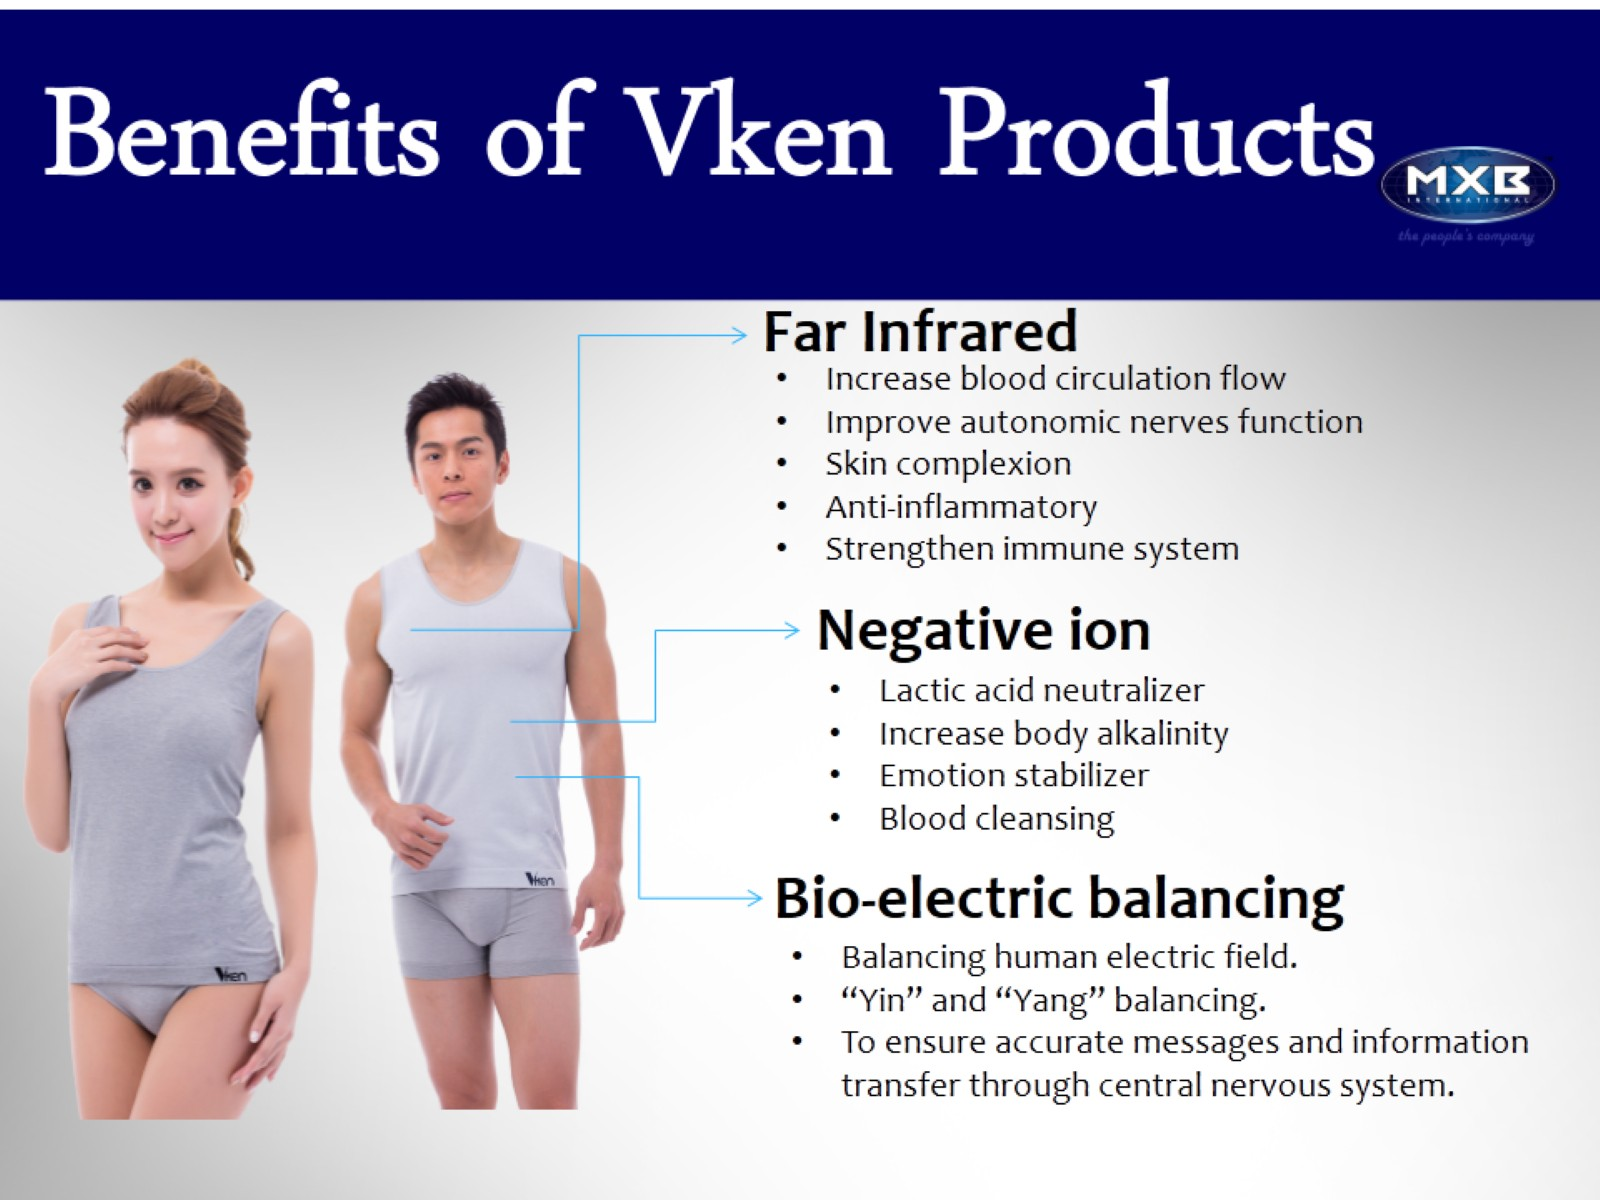 Benefits of Vken Products
MXB
INTERNATIONAL
the people's company
Far Infrared
• Increase blood circulation flow
• Improve autonomic nerves function
• Skin complexion
• Anti-inflammatory
• Strengthen immune system
Negative ion
• Lactic acid neutralizer
• Increase body alkalinity
• Emotion stabilizer
• Blood cleansing
Vken
Bio-electric balancing
• Balancing human electric field.
• “Yin” and “Yang” balancing.
Vken
• To ensure accurate messages and information
transfer through central nervous system.